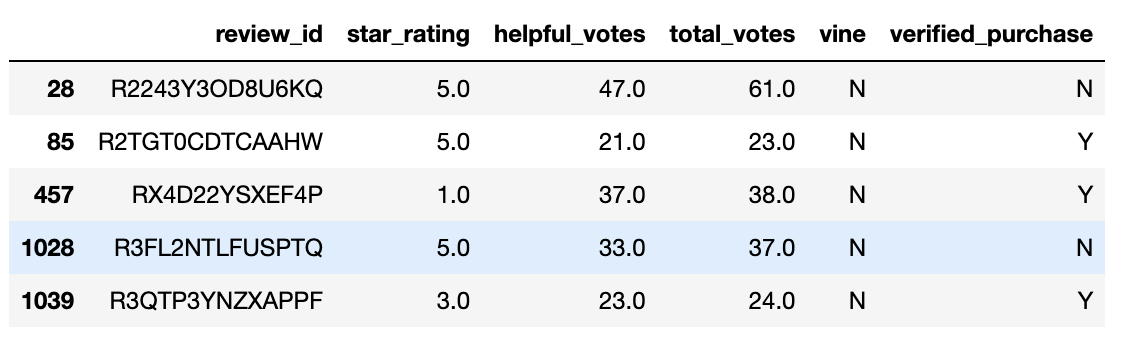 review_id star_rating helpful_votes total_votes vine verified_purchase
28 R2243Y3OD8U6KQ 5.0 47.0 61.0 N N
85 R2TGT0CDTCAAHW 5.0 21.0 23.0 N Y
457 RX4D22YSXEF4P 1.0 37.0 38.0 N Y
1028 R3FL2NTLFUSPTQ 5.0 33.0 37.0 N N
1039 R3QTP3YNZXAPPF 3.0 23.0 24.0 N Y